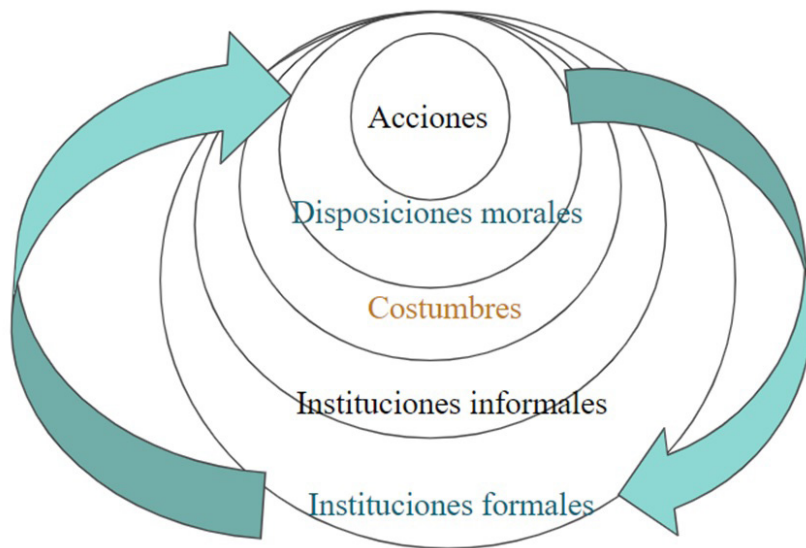 Acciones
Disposiciones morales
Costumbres
Instituciones informales
Instituciones formales